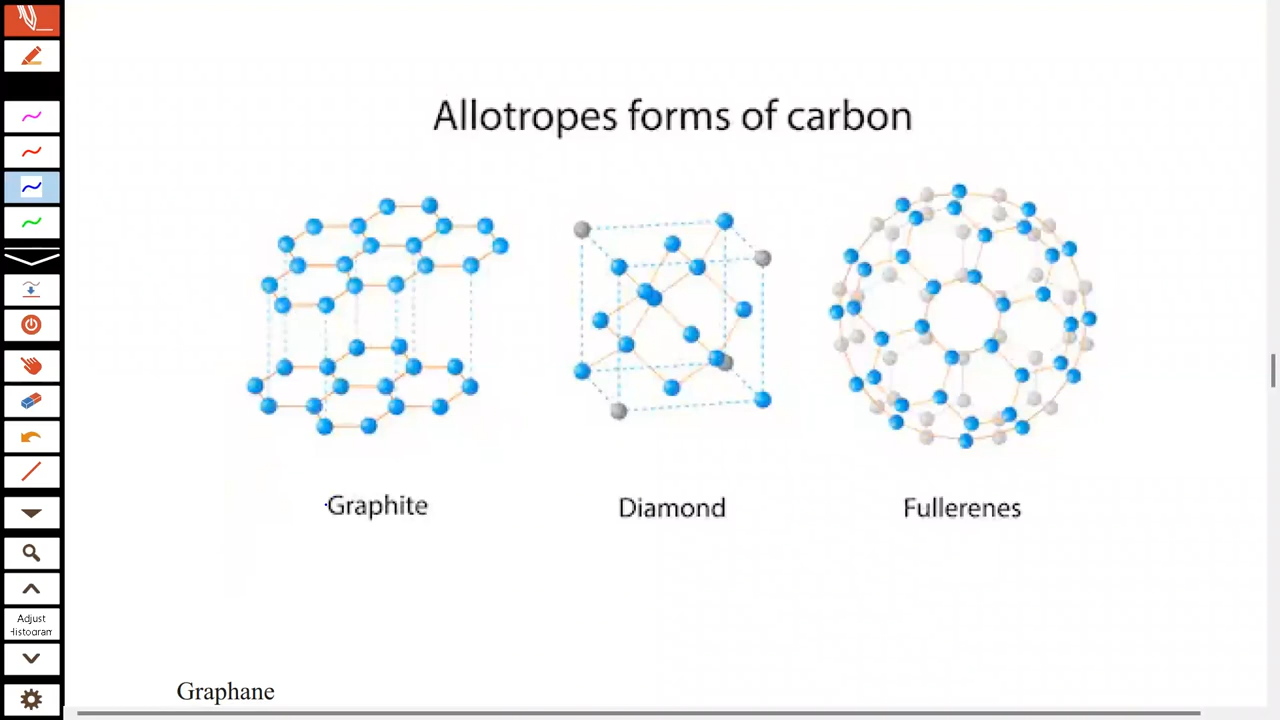 Allotropes forms of carbon
Graphite
Diamond
Fullerenes
Adjust
Histogram
Graphane